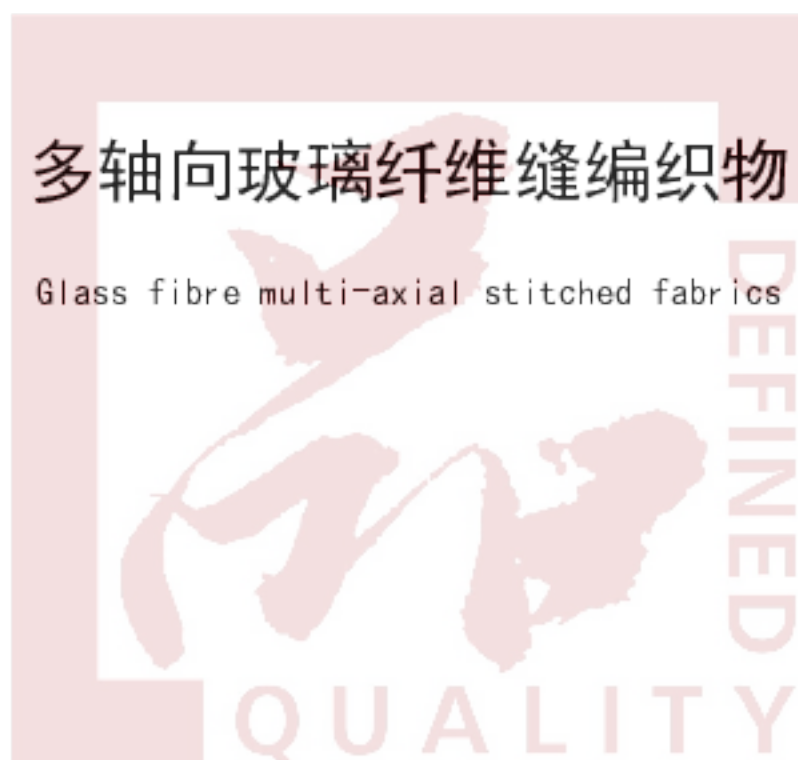 多轴向玻璃纤维缝编织物
Glass fibre multi-axial stitched fabrics
DEFINED
QUALITY